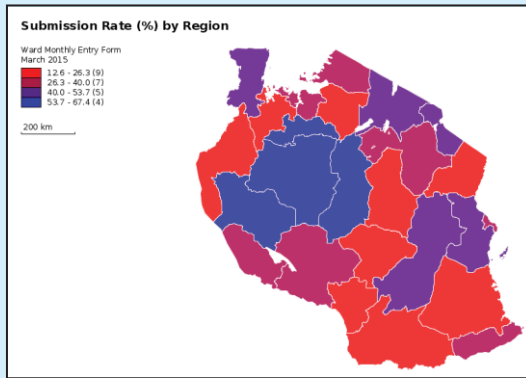 Submission Rate (%) by Region
Ward Monthly Entry Form
March 2015
12.6 - 26.3 (9)
26.3 - 40.0 (7)
40.0 - 53.7 (5)
53.7 - 67.4 (4)
200 km